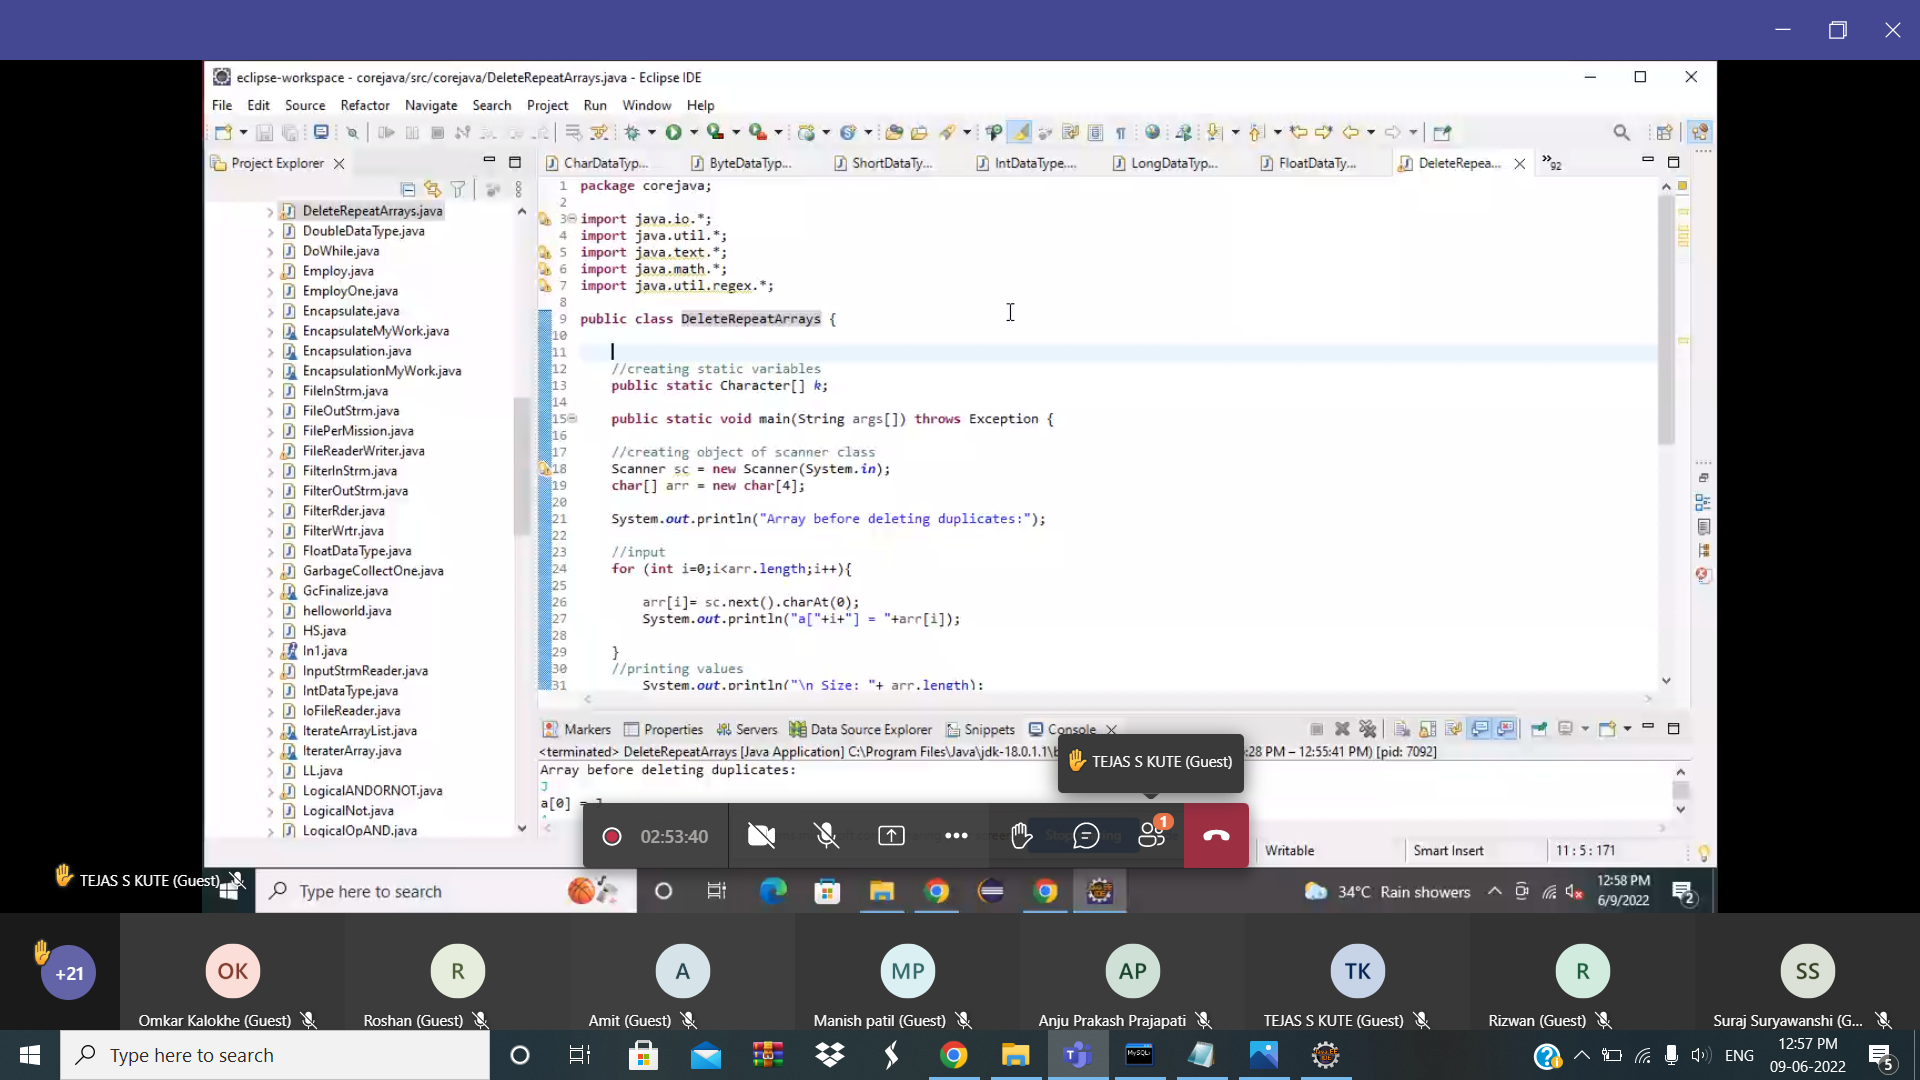 eclipse-workspace - corejava/src/corejava/DeleteRepeatArrays.java - Eclipse IDE
File Edit Source Refactor Navigate Search Project Run Window Help
Project Explorer
CharDataTyp... ByteDataTyp... ShortDataTy... IntDataType.... LongDataTyp... FloatDataTy... DeleteRepea... »92
DeleteRepeatArrays.java
DoubleDataType.java
DoWhile.java
Employ.java
EmployOne.java
Encapsulate.java
EncapsulateMyWork.java
Encapsulation.java
EncapsulationMyWork.java
FileInStrm.java
FileOutStrm.java
FilePerMission.java
FileReaderWriter.java
FilterInStrm.java
FilterOutStrm.java
FilterRder.java
FilterWrtr.java
FloatDataType.java
GarbageCollectOne.java
GcFinalize.java
helloworld.java
HS.java
In1.java
InputStrmReader.java
IntDataType.java
IoFileReader.java
IterateArrayList.java
IteraterArray.java
LL.java
LogicalANDORNOT.java
LogicalNot.java
LogicalOpAND.java
1 package corejava;
2
3 import java.io.*;
4 import java.util.*;
5 import java.text.*;
6 import java.math.*;
7 import java.util.regex.*;
8
9 public class DeleteRepeatArrays {
10
11
12 //creating static variables
13 public static Character[] k;
14
15 public static void main(String args[]) throws Exception {
16
17 //creating object of scanner class
18 Scanner sc = new Scanner(System.in);
19 char[] arr = new char[4];
20
21 System.out.println("Array before deleting duplicates:");
22
23 //input
24 for (int i=0;i<arr.length;i++){
25
26 arr[i]= sc.next().charAt(0);
27 System.out.println("a["+i+"] = "+arr[i]);
28
29 }
30 //printing values
31 System.out.println("\n Size: "+ arr.length);
Markers Properties Servers Data Source Explorer Snippets Console
<terminated> DeleteRepeatArrays [Java Application] C:\Program Files\Java\jdk-18.0.1.1\b
:28 PM – 12:55:41 PM) [pid: 7092]
TEJAS S KUTE (Guest)
Array before deleting duplicates:
J
a[0] =
02:53:40
1
Writable Smart Insert 11 : 5 : 171
TEJAS S KUTE (Guest)
Type here to search
34°C Rain showers
12:58 PM
6/9/2022
2
+21
OK R A MP AP TK R SS
Omkar Kalokhe (Guest) Roshan (Guest) Amit (Guest) Manish patil (Guest) Anju Prakash Prajapati TEJAS S KUTE (Guest) Rizwan (Guest) Suraj Suryawanshi (G...
Type here to search
MySQL
ENG
12:57 PM
09-06-2022
5